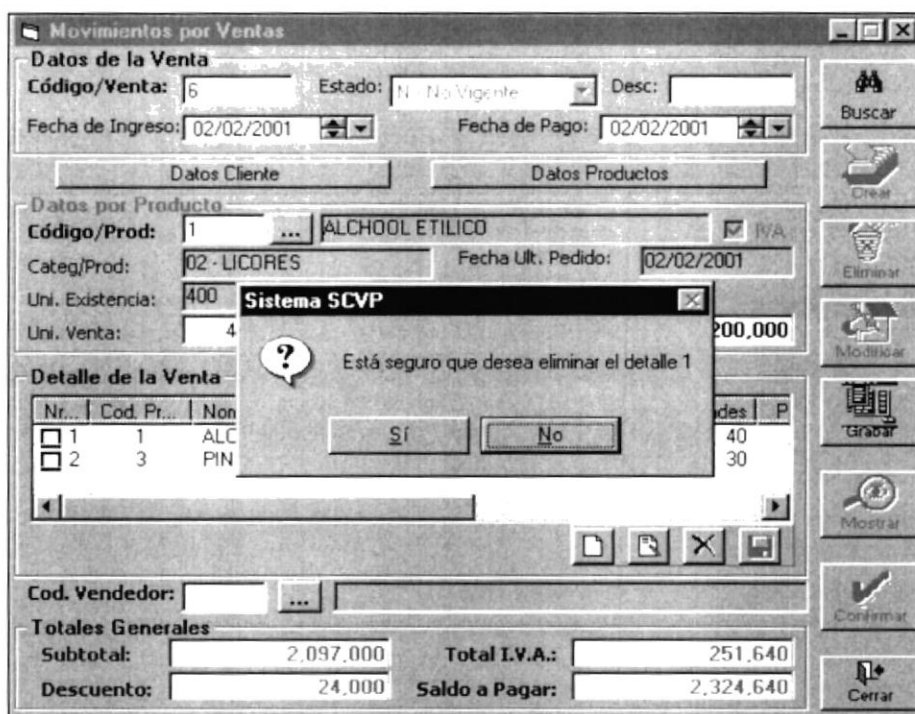 Movimientos por Ventas
Datos de la Venta
Código/Venta: 6 Estado: N - No Vigente Desc:
Fecha de Ingreso: 02/02/2001 Fecha de Pago: 02/02/2001
Datos Cliente Datos Productos
Datos por Producto
Código/Prod: 1 ... ALCHOOL ETILICO IVA
Categ/Prod: 02 - LICORES Fecha Ult. Pedido: 02/02/2001
Uni. Existencia: 400
Uni. Venta: 4 200,000
Sistema SCVP
?
Está seguro que desea eliminar el detalle 1
Sí No
Detalle de la Venta
Nr... Cod. Pr... Nom des P
1 1 ALC 40
2 3 PIN 30
Cod. Vendedor: ...
Totales Generales
Subtotal: 2,097,000 Total I.V.A.: 251,640
Descuento: 24,000 Saldo a Pagar: 2,324,640
Buscar
Crear
Eliminar
Modificar
Grabar
Mostrar
Confirmar
Cerrar